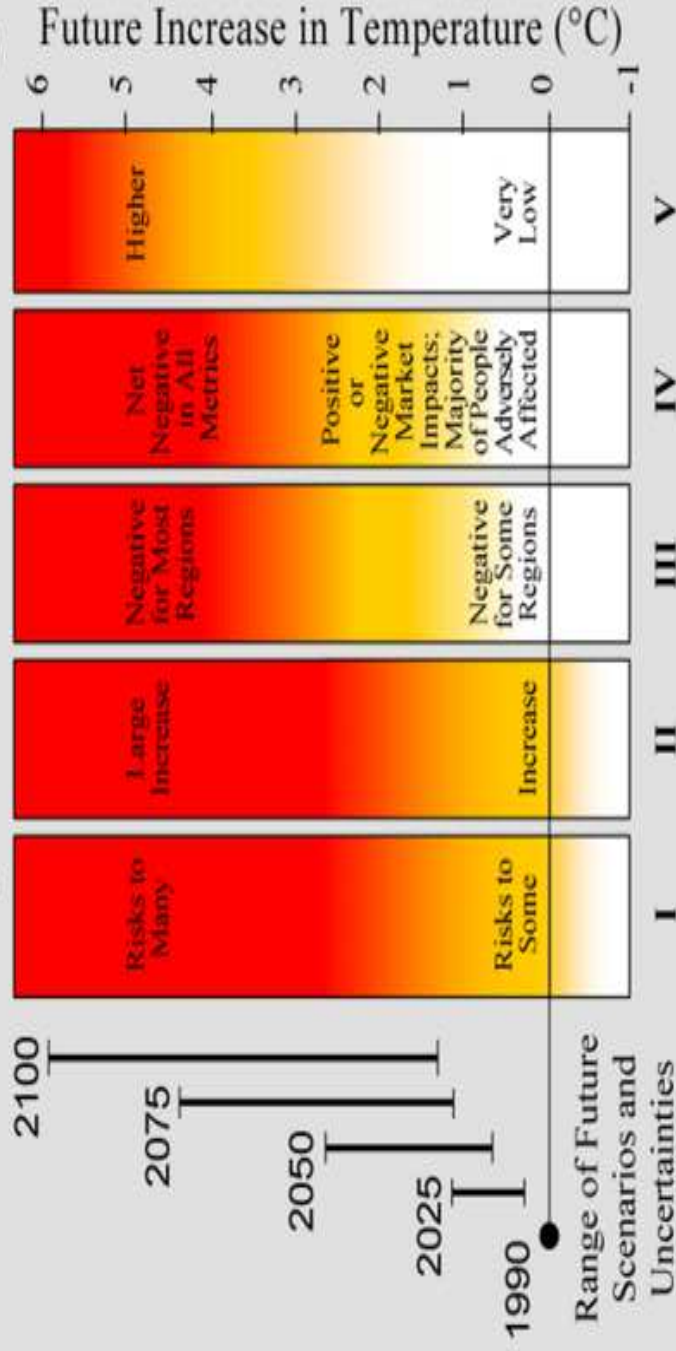 Future Increase in Temperature (°C)
6
5
4
3
2
1
0
-1
2100
2075
2050
2025
1990
Range of Future
Scenarios and
Uncertainties
Risks to
Many
Risks to
Some
I
Large
Increase
Increase
II
Negative
for Most
Regions
Negative
for Some
Regions
III
Net
Negative
in All
Metrics
Positive
or
Negative
Market
Impacts;
Majority
of People
Adversely
Affected
IV
Higher
Very
Low
V